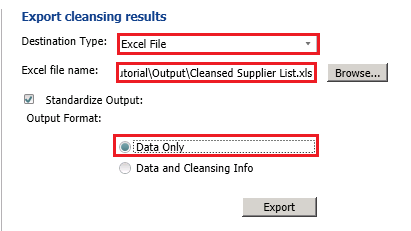 Export cleansing results
Destination Type: Excel File
Excel file name: utorial\Output\Cleansed Supplier List.xls Browse...
Standardize Output:
Output Format:
Data Only
Data and Cleansing Info
Export